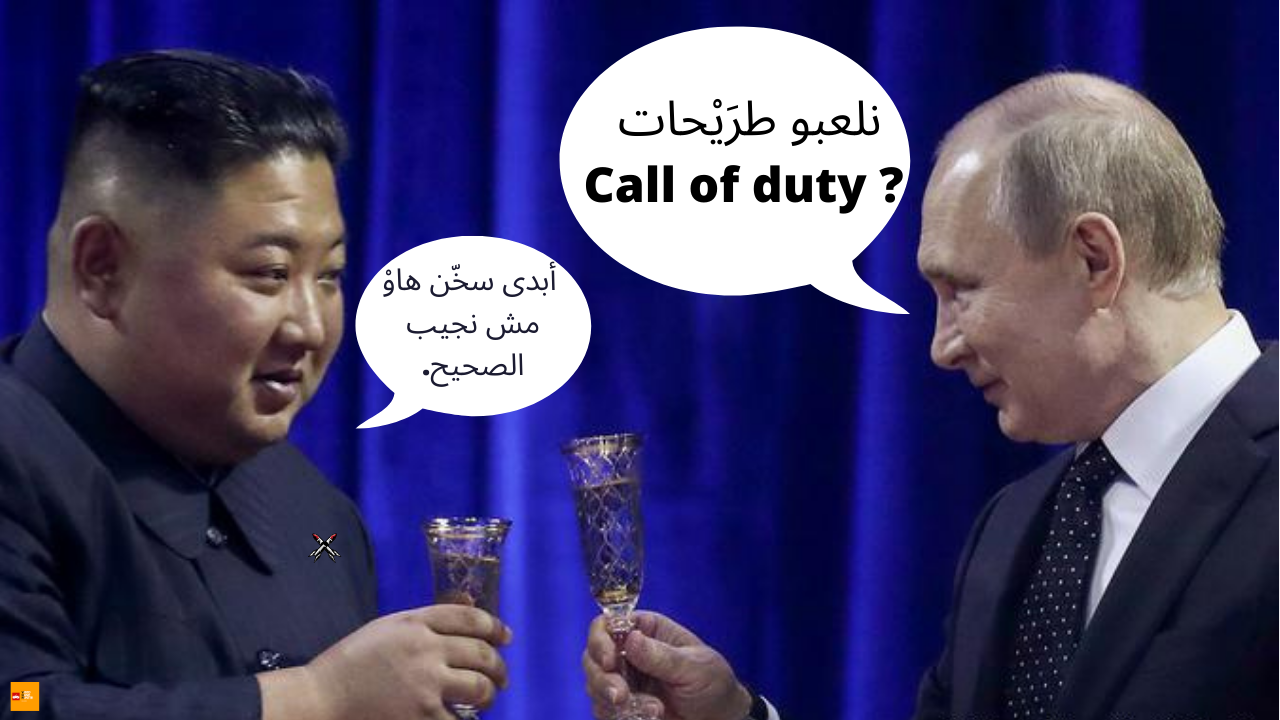 نلعبو طرَيْحات
Call of duty ?
أبدى سخّن هاوْ
مش نجيب
الصحيح.